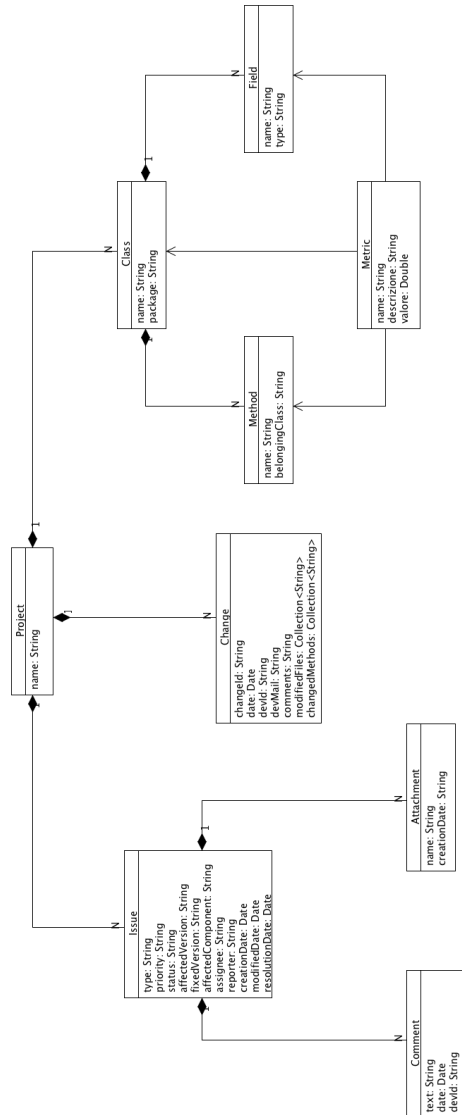 Project
name: String
1
1
1
N
N
N
Issue
type: String
priority: String
status: String
affectedVersion: String
fixedVersion: String
affectedComponent: String
assignee: String
reporter: String
creationDate: Date
modifiedDate: Date
resolutionDate: Date
1
1
N
N
Comment
text: String
date: Date
devId: String
Attachment
name: String
creationDate: String
Change
changeId: String
date: Date
devId: String
devMail: String
comments: String
modifiedFiles: Collection<String>
changedMethods: Collection<String>
Class
name: String
package: String
1
1
N
N
Method
name: String
belongingClass: String
Field
name: String
type: String
Metric
name: String
descrizione: String
valore: Double